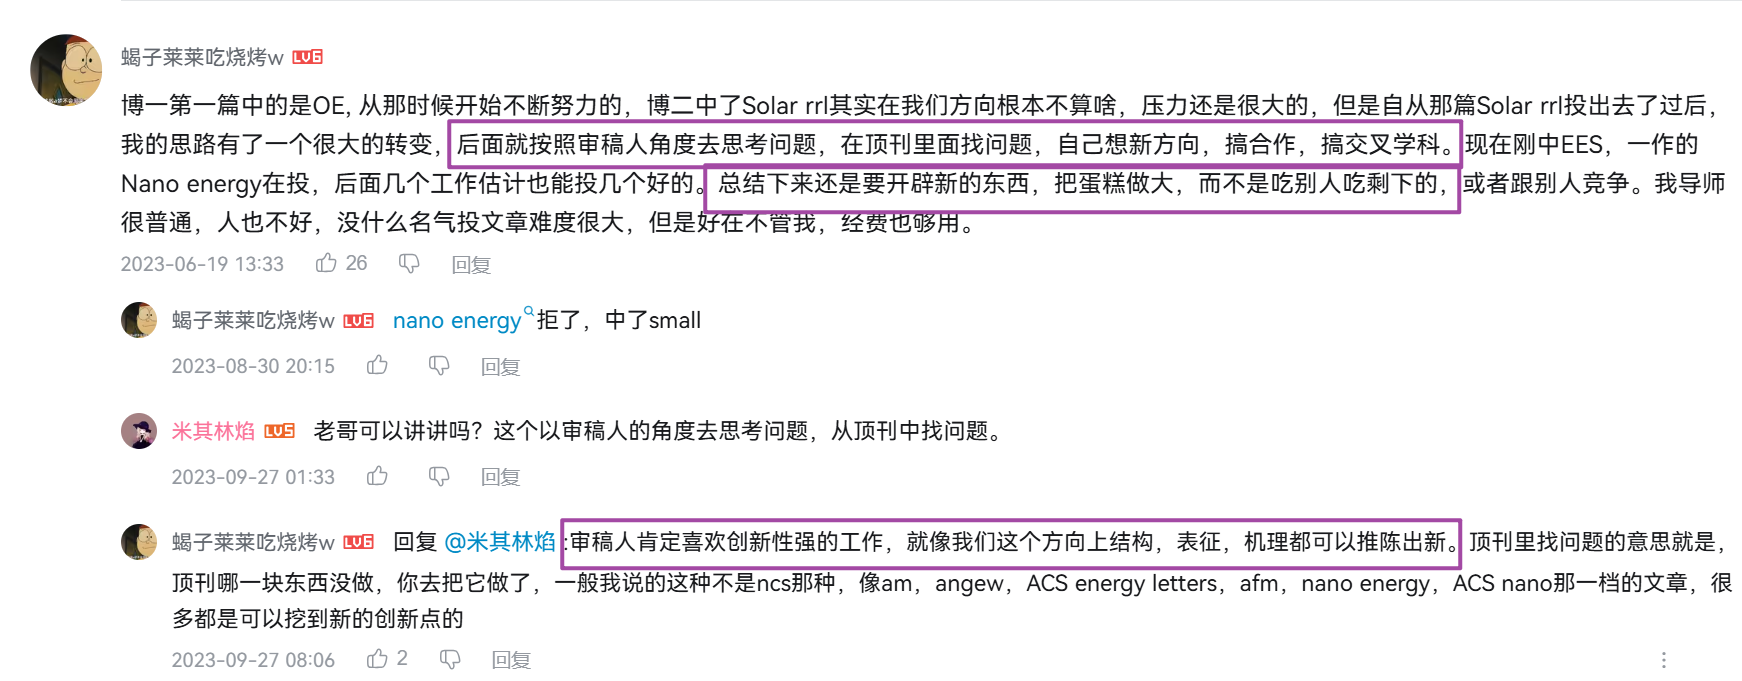 蝎子莱莱吃烧烤w LV6
博一第一篇中的是OE, 从那时候开始不断努力的，博二中了Solar rrl其实在我们方向根本不算啥，压力还是很大的，但是自从那篇Solar rrl投出去了过后，
我的思路有了一个很大的转变，后面就按照审稿人角度去思考问题，在顶刊里面找问题，自己想新方向，搞合作，搞交叉学科。现在刚中EES，一作的
Nano energy在投，后面几个工作估计也能投几个好的。总结下来还是要开辟新的东西，把蛋糕做大，而不是吃别人吃剩下的，或者跟别人竞争。我导师
很普通，人也不好，没什么名气投文章难度很大，但是好在不管我，经费也够用。
2023-06-19 13:33 26 回复
蝎子莱莱吃烧烤w LV6 nano energy拒了，中了small
2023-08-30 20:15 回复
米其林焰 LV5 老哥可以讲讲吗？这个以审稿人的角度去思考问题，从顶刊中找问题。
2023-09-27 01:33 回复
蝎子莱莱吃烧烤w LV6 回复 @米其林焰 :审稿人肯定喜欢创新性强的工作，就像我们这个方向上结构，表征，机理都可以推陈出新。顶刊里找问题的意思就是，
顶刊哪一块东西没做，你去把它做了，一般我说的这种不是ncs那种，像am，angew，ACS energy letters，afm，nano energy，ACS nano那一档的文章，很
多都是可以挖到新的创新点的
2023-09-27 08:06 2 回复